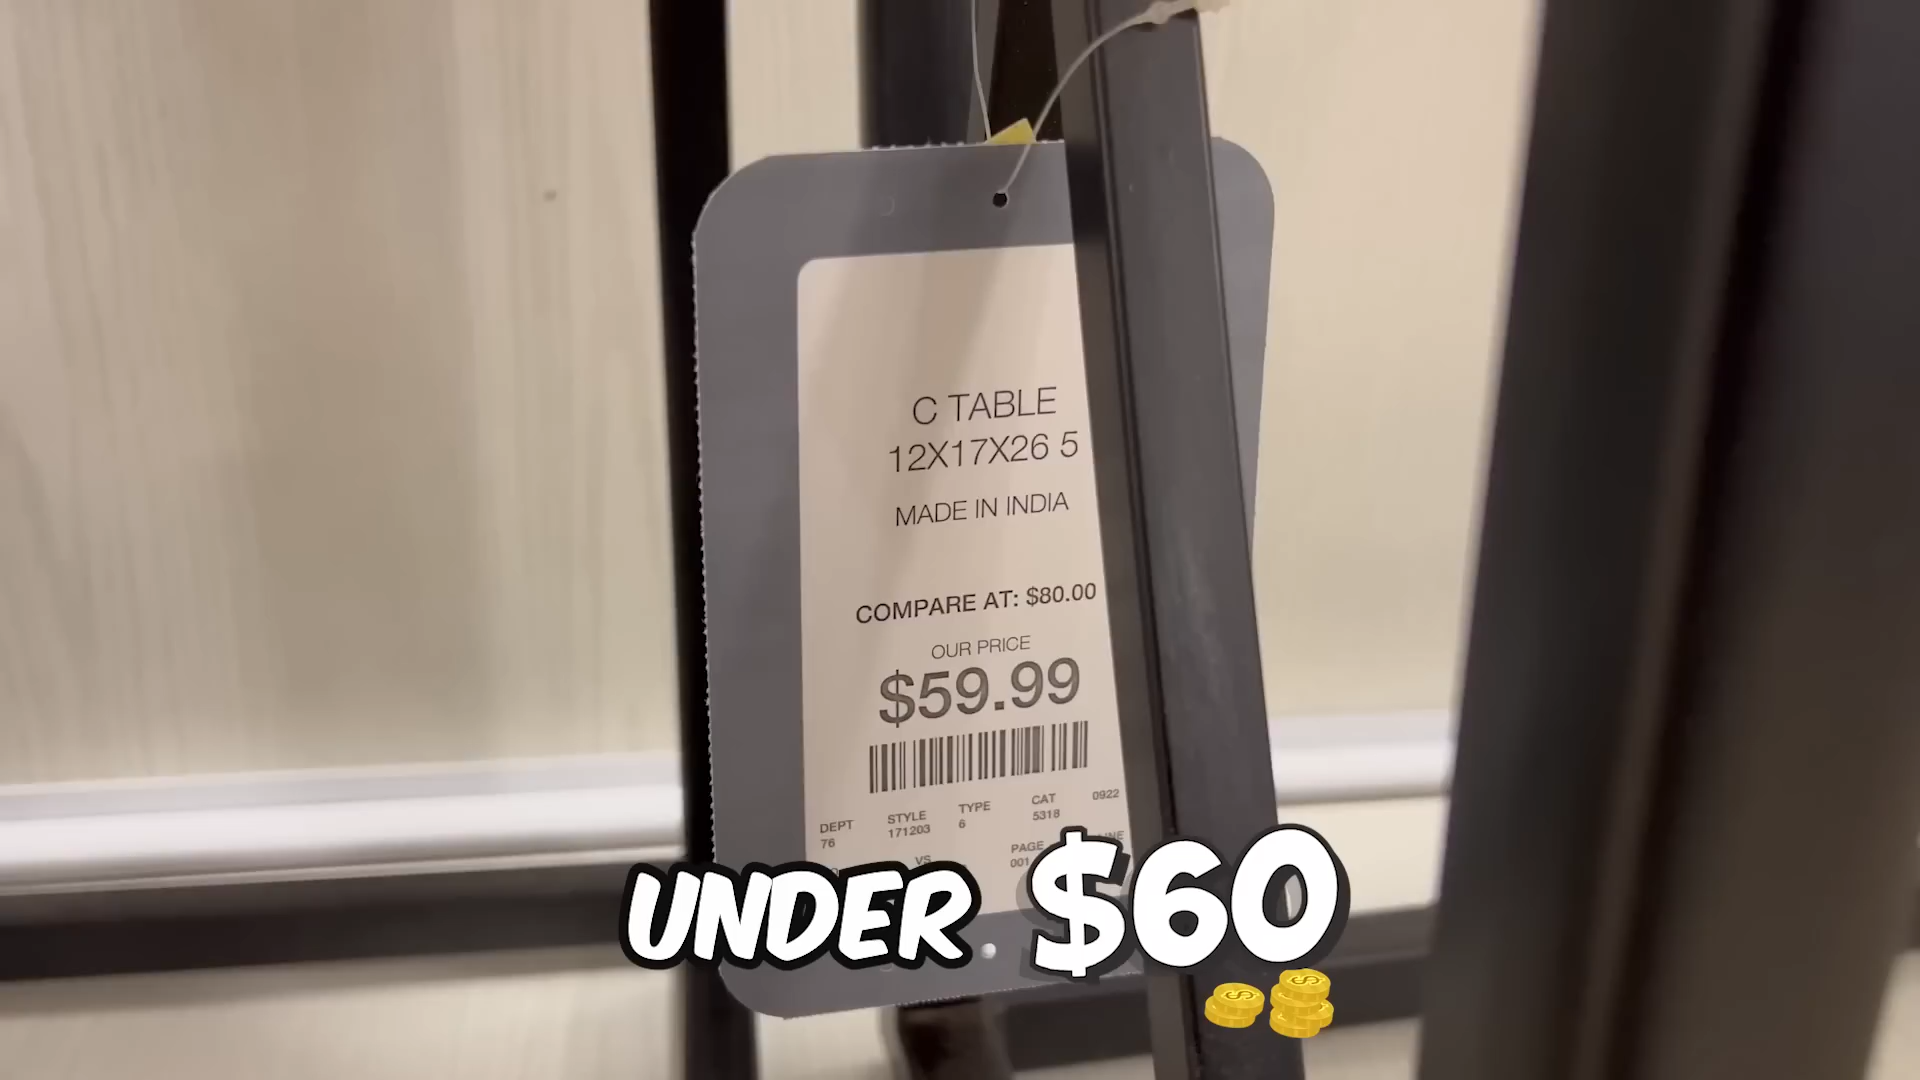 C TABLE
12X17X26 5
MADE IN INDIA
COMPARE AT: $80.00
OUR PRICE
$59.99
DEPT STYLE TYPE CAT 0922
76 171203 6 5318
VS PAGE
001
UNDER $60